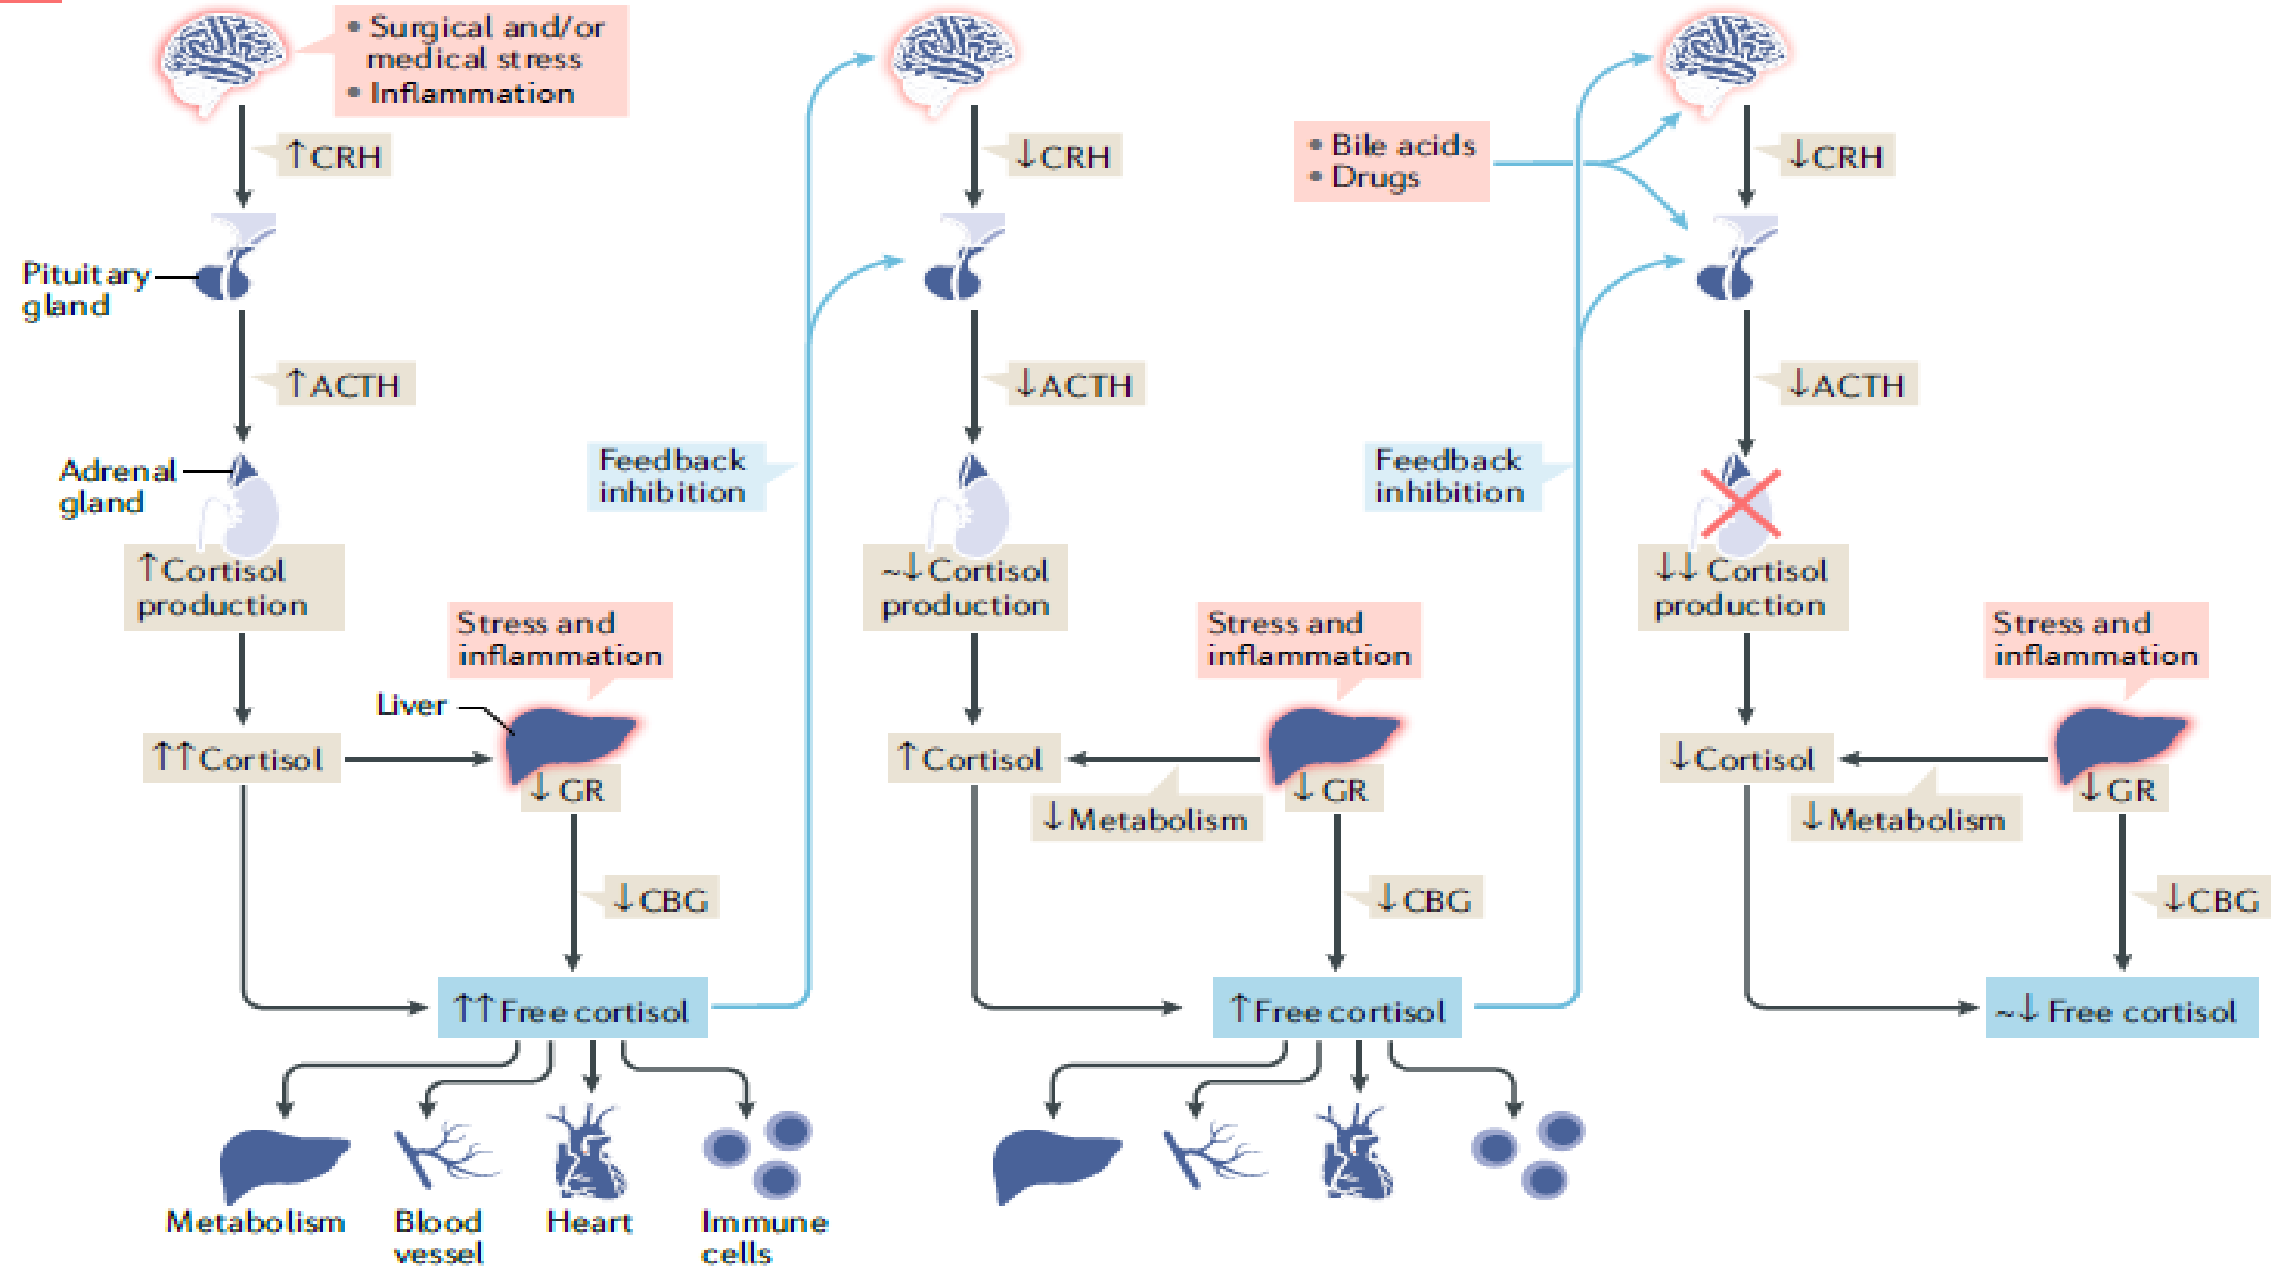 • Surgical and/or
medical stress
• Inflammation
↑CRH
Pituitary
gland
↑ACTH
Adrenal
gland
↑Cortisol
production
Stress and
inflammation
Liver
↑↑Cortisol
↓ GR
↓CBG
↑↑Free cortisol
Metabolism
Blood
vessel
Heart
Immune
cells
Feedback
inhibition
↓CRH
↓ACTH
~↓Cortisol
production
Stress and
inflammation
↑Cortisol
↓ GR
↓Metabolism
↓CBG
↑Free cortisol
Feedback
inhibition
• Bile acids
• Drugs
↓CRH
↓ACTH
↓↓ Cortisol
production
Stress and
inflammation
↓Cortisol
↓GR
↓Metabolism
↓CBG
~↓ Free cortisol